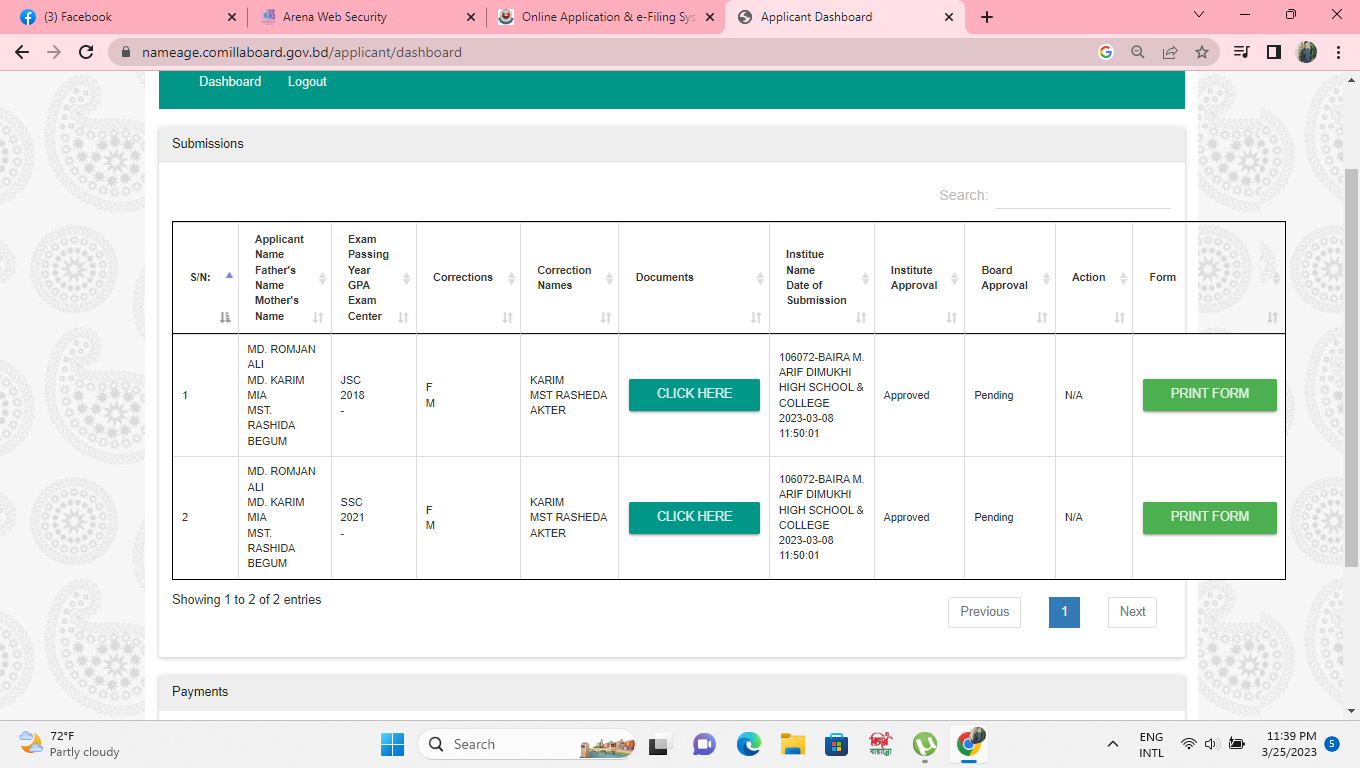 (3) Facebook
Arena Web Security
Online Application & e-Filing Sys
Applicant Dashboard
nameage.comillaboard.gov.bd/applicant/dashboard
Dashboard
Logout
Submissions
Search:
S/N:
Applicant
Name
Father's
Name
Mother's
Name
Exam
Passing
Year
GPA
Exam
Center
Corrections
Correction
Names
Documents
Institue
Name
Date of
Submission
Institute
Approval
Board
Approval
Action
Form
1
MD. ROMJAN
ALI
MD. KARIM
MIA
MST.
RASHIDA
BEGUM
JSC
2018
-
F
M
KARIM
MST RASHEDA
AKTER
CLICK HERE
106072-BAIRA M.
ARIF DIMUKHI
HIGH SCHOOL &
COLLEGE
2023-03-08
11:50:01
Approved
Pending
N/A
PRINT FORM
2
MD. ROMJAN
ALI
MD. KARIM
MIA
MST.
RASHIDA
BEGUM
SSC
2021
-
F
M
KARIM
MST RASHEDA
AKTER
CLICK HERE
106072-BAIRA M.
ARIF DIMUKHI
HIGH SCHOOL &
COLLEGE
2023-03-08
11:50:01
Approved
Pending
N/A
PRINT FORM
Showing 1 to 2 of 2 entries
Previous
1
Next
Payments
72°F
Partly cloudy
Search
ENG
INTL
11:39 PM
3/25/2023
5